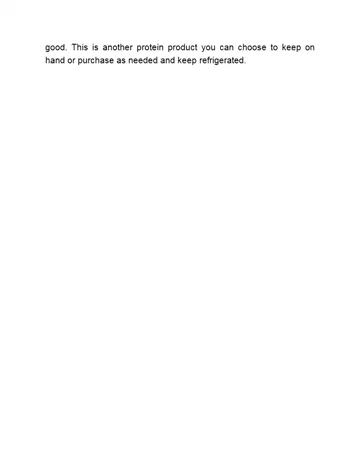 good. This is another protein product you can choose to keep on
hand or purchase as needed and keep refrigerated.